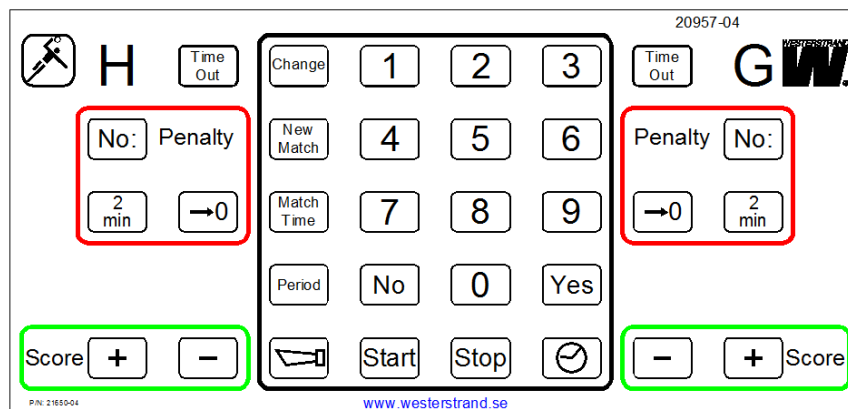 20957-04
H Time Out Change 1 2 3 Time Out G WESTERSTRAND W
No: Penalty New Match 4 5 6 Penalty No:
2 min →0 Match Time 7 8 9 →0 2 min
Period No 0 Yes
Score + − Start Stop − + Score
P/N: 21650-04 www.westerstrand.se